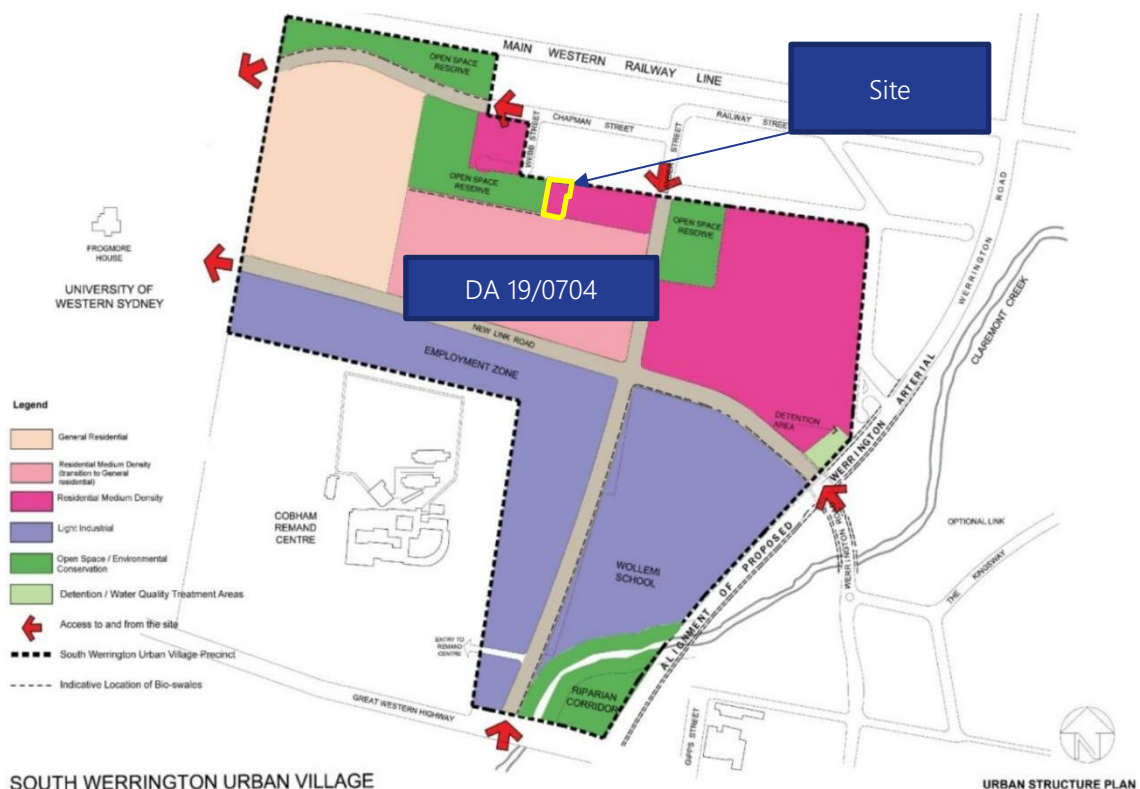 MAIN WESTERN RAILWAY LINE
OPEN SPACE
RESERVE
Site
CHAPMAN STREET
RAILWAY STREET
WEBB STREET
STREET
OPEN SPACE
RESERVE
OPEN SPACE
RESERVE
WERRINGTON ROAD
CLAREMONT CREEK
FROGMORE
HOUSE
UNIVERSITY OF
WESTERN SYDNEY
DA 19/0704
NEW LINK ROAD
EMPLOYMENT ZONE
DETENTION
AREA
ALIGNMENT OF PROPOSED WERRINGTON ARTERIAL
Legend
General Residential
Residential Medium Density
(transition to General
residential)
Residential Medium Density
Light Industrial
Open Space / Environmental
Conservation
Detention / Water Quality Treatment Areas
Access to and from the site
South Werrington Urban Village Precinct
Indicative Location of Bio-swales
COBHAM
REMAND
CENTRE
WOLLEMI
SCHOOL
OPTIONAL LINK
THE KINGSWAY
WERRINGTON
ENTRY TO
REMAND
CENTRE
RIPARIAN
CORRIDOR
GREAT WESTERN HIGHWAY
GIPPS STREET
N
SOUTH WERRINGTON URBAN VILLAGE
URBAN STRUCTURE PLAN